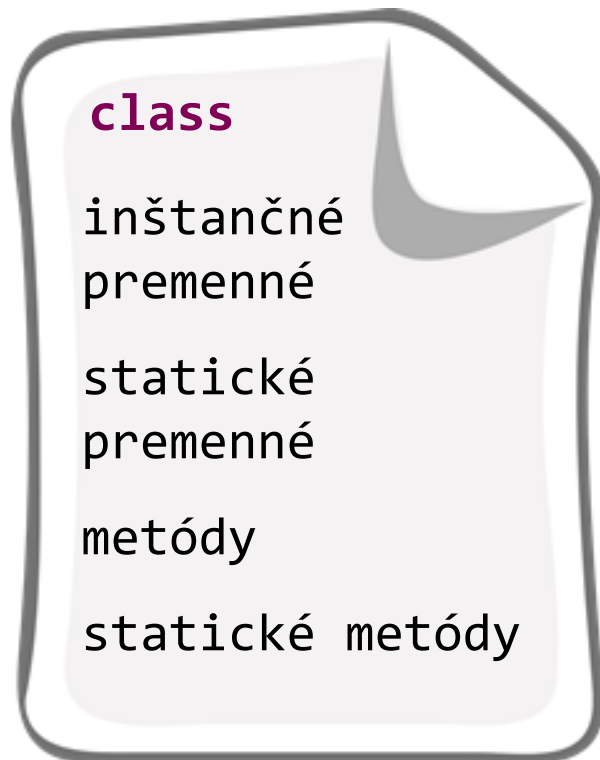 class
inštančné
premenné
statické
premenné
metódy
statické metódy